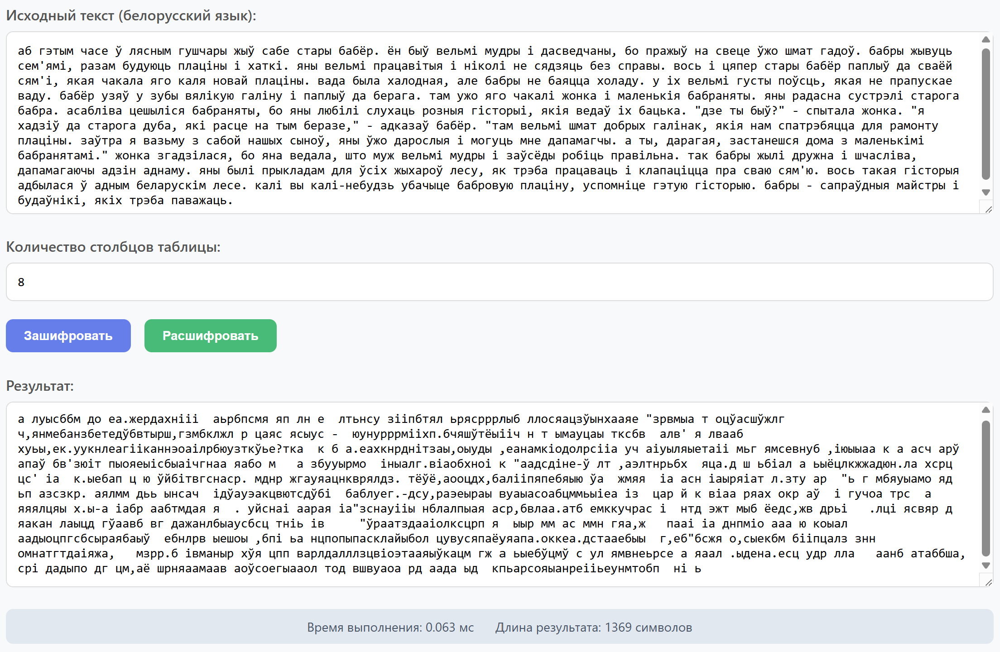 Исходный текст (белорусский язык):
аб гэтым часе ў лясным гушчары жыў сабе стары бабёр. ён быў вельмі мудры і дасведчаны, бо пражыў на свеце ўжо шмат гадоў. бабры жывуць
сем'ямі, разам будуюць плаціны і хаткі. яны вельмі працавітыя і ніколі не сядзяць без справы. вось і цяпер стары бабёр паплыў да сваёй
сям'і, якая чакала яго каля новай плаціны. вада была халодная, але бабры не баяцца холаду. у іх вельмі густы поўсць, якая не прапускае
ваду. бабёр узяў у зубы вялікую галіну і паплыў да берага. там ужо яго чакалі жонка і маленькія бабраняты. яны радасна сустрэлі старога
бабра. асабліва цешыліся бабраняты, бо яны любілі слухаць розныя гісторыі, якія ведаў іх бацька. "дзе ты быў?" - спытала жонка. "я
хадзіў да старога дуба, які расце на тым беразе," - адказаў бабёр. "там вельмі шмат добрых галінак, якія нам спатрэбяцца для рамонту
плаціны. заўтра я вазьму з сабой нашых сыноў, яны ўжо дарослыя і могуць мне дапамагчы. а ты, дарагая, застанешся дома з маленькімі
бабранятамі." жонка згадзілася, бо яна ведала, што муж вельмі мудры і заўсёды робіць правільна. так бабры жылі дружна і шчасліва,
дапамагаючы адзін аднаму. яны былі прыкладам для ўсіх жыхароў лесу, як трэба працаваць і клапаціцца пра сваю сям'ю. вось такая гісторыя
адбылася ў адным беларускім лесе. калі вы калі-небудзь убачыце бабровую плаціну, успомніце гэтую гісторыю. бабры - сапраўдныя майстры і
будаўнікі, якіх трэба паважаць.
Количество столбцов таблицы:
8
Зашифровать Расшифровать
Результат:
а луысббм до еа.жердахнііі  аьрбпсмя яп лн е  лтьнсу зііпбтял ьрясрррлыб ллосяацзўынхааяе "зрвмыа т оцўасшўжлг
ч,янмебанзбетедўбвтырш,гзмбклжл р цаяс ясыус -  юунурррмііхп.бчяшўтёыііч н т ымауцаы тксбв  алв' я лвааб
хуьы,ек.уукнлеагііканнэоаілрбюузткўье?тка  к б а.еахкнрднітзаы,оыуды ,еанамкіодолрсііа уч аіуыляыетаіі мьг ямсевнуб ,іюыыаа к а асч арў
апаў бв'зюіт пыояеыісбыаічгнаа яабо м   а збууырмо  іныалг.віаобхноі к "аадсдіне-ў лт ,аэлтнрьбх  яца.д ш ьбіал а ьыёцлкжжадюн.ла хсрц
цс' іа  к.ыебап ц ю ўйбітвгснаср. мднр жгауяацнкврялдз. тёўё,аооцдх,балііпяпебяыю ўа  жмяя  іа асн іаыряіат л.зту ар  "ь г мбяуыамо яд
ьп азсзкр. аялмм дьь ынсач  ідўауэакцвютсдўбі  баблуег.-дсу,раэеыраы вуаыасоабцммьыіеа із  цар й к віаа ряах окр аў  і гучоа трс  а
яяялцяы х.ы-а іабр аабтмдая я  . уйснаі аарая іа"зснауііы нблалпыая аср,бвлаа.атб емккучрас і  нтд эжт мыб ёедс,жв дрьі   .лці ясвяр д
яакан лаыцд гўаавб вг дажанлбыаусбсц тніь ів     "ўраатздааіолксцрп я  ыыр мм ас ммн гяа,ж   пааі іа днпміо ааа ю коыал
аадыоцпгсбсыраябаыў  ебнлрв ыешоы ,бпі ьа нцпопыпасклайыбол цувусяпаёуяапа.оккеа.дстааебыы  г,еб"бсжя о,сыекбм бііпцалз знн
омнатгтдаіяжа,   мзрр.б івманыр хўя цпп варлдалллзцвіоэтааяыўкацм гж а ьыебўцмў с ул ямвнеьрсе а яаал .ыдена.есц удр лла   аанб атаббша,
срі дадыпо дг цм,аё шрняаамаав аоўсоегыааол тод вшвуаоа рд аада ыд  кпьарсояыанреііьеунмтобп  ні ь
Время выполнения: 0.063 мс Длина результата: 1369 символов